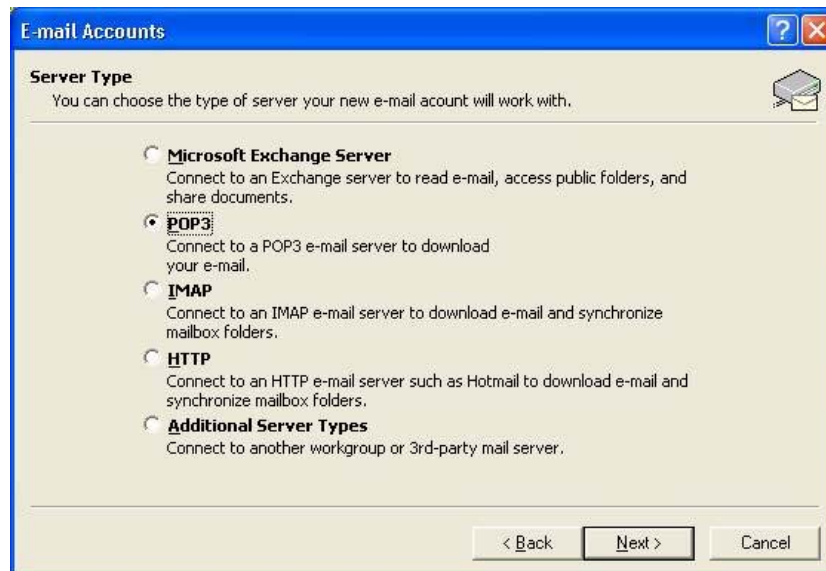 E-mail Accounts
Server Type
You can choose the type of server your new e-mail acount will work with.
Microsoft Exchange Server
Connect to an Exchange server to read e-mail, access public folders, and
share documents.
POP3
Connect to a POP3 e-mail server to download
your e-mail.
IMAP
Connect to an IMAP e-mail server to download e-mail and synchronize
mailbox folders.
HTTP
Connect to an HTTP e-mail server such as Hotmail to download e-mail and
synchronize mailbox folders.
Additional Server Types
Connect to another workgroup or 3rd-party mail server.
< Back Next > Cancel